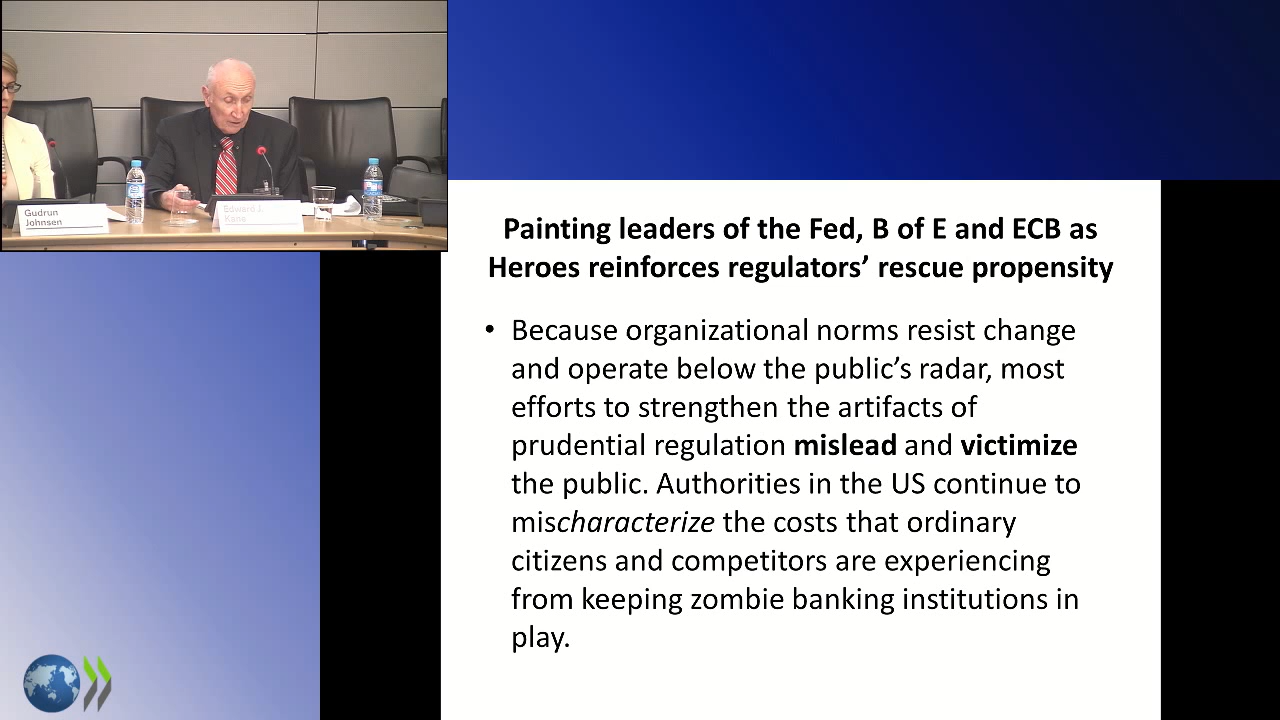 Gudrun
Johnsen
Edward J.
Kane
Painting leaders of the Fed, B of E and ECB as
Heroes reinforces regulators’ rescue propensity
• Because organizational norms resist change
and operate below the public’s radar, most
efforts to strengthen the artifacts of
prudential regulation mislead and victimize
the public. Authorities in the US continue to
mischaracterize the costs that ordinary
citizens and competitors are experiencing
from keeping zombie banking institutions in
play.